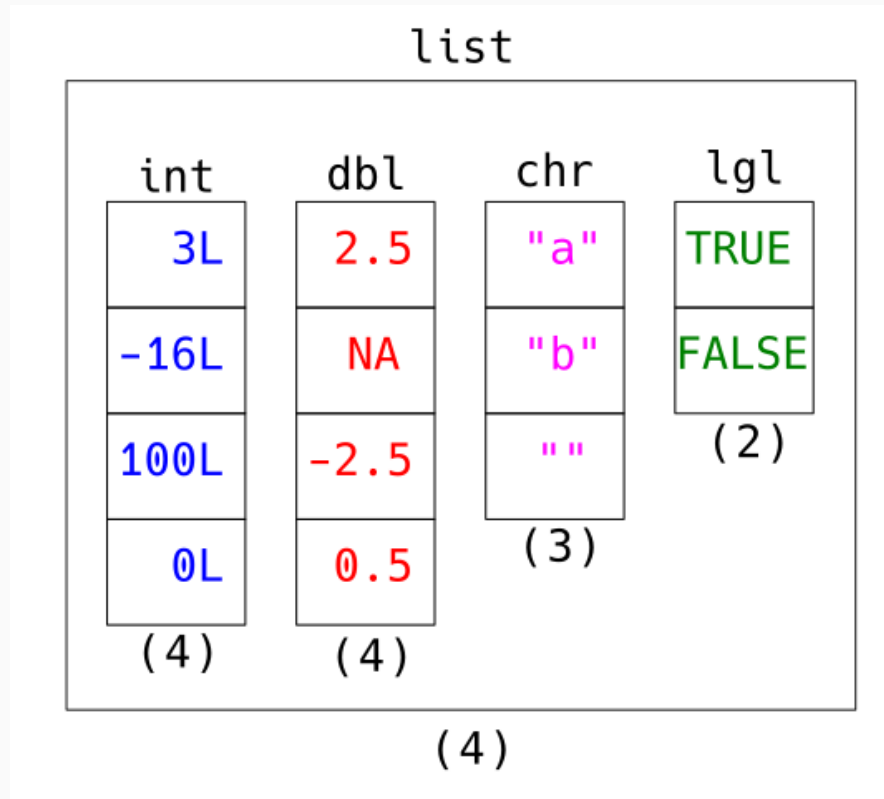 list
int dbl chr lgl
3L 2.5 "a" TRUE
-16L NA "b" FALSE
100L -2.5 "" (2)
0L 0.5 (3)
(4) (4)
(4)